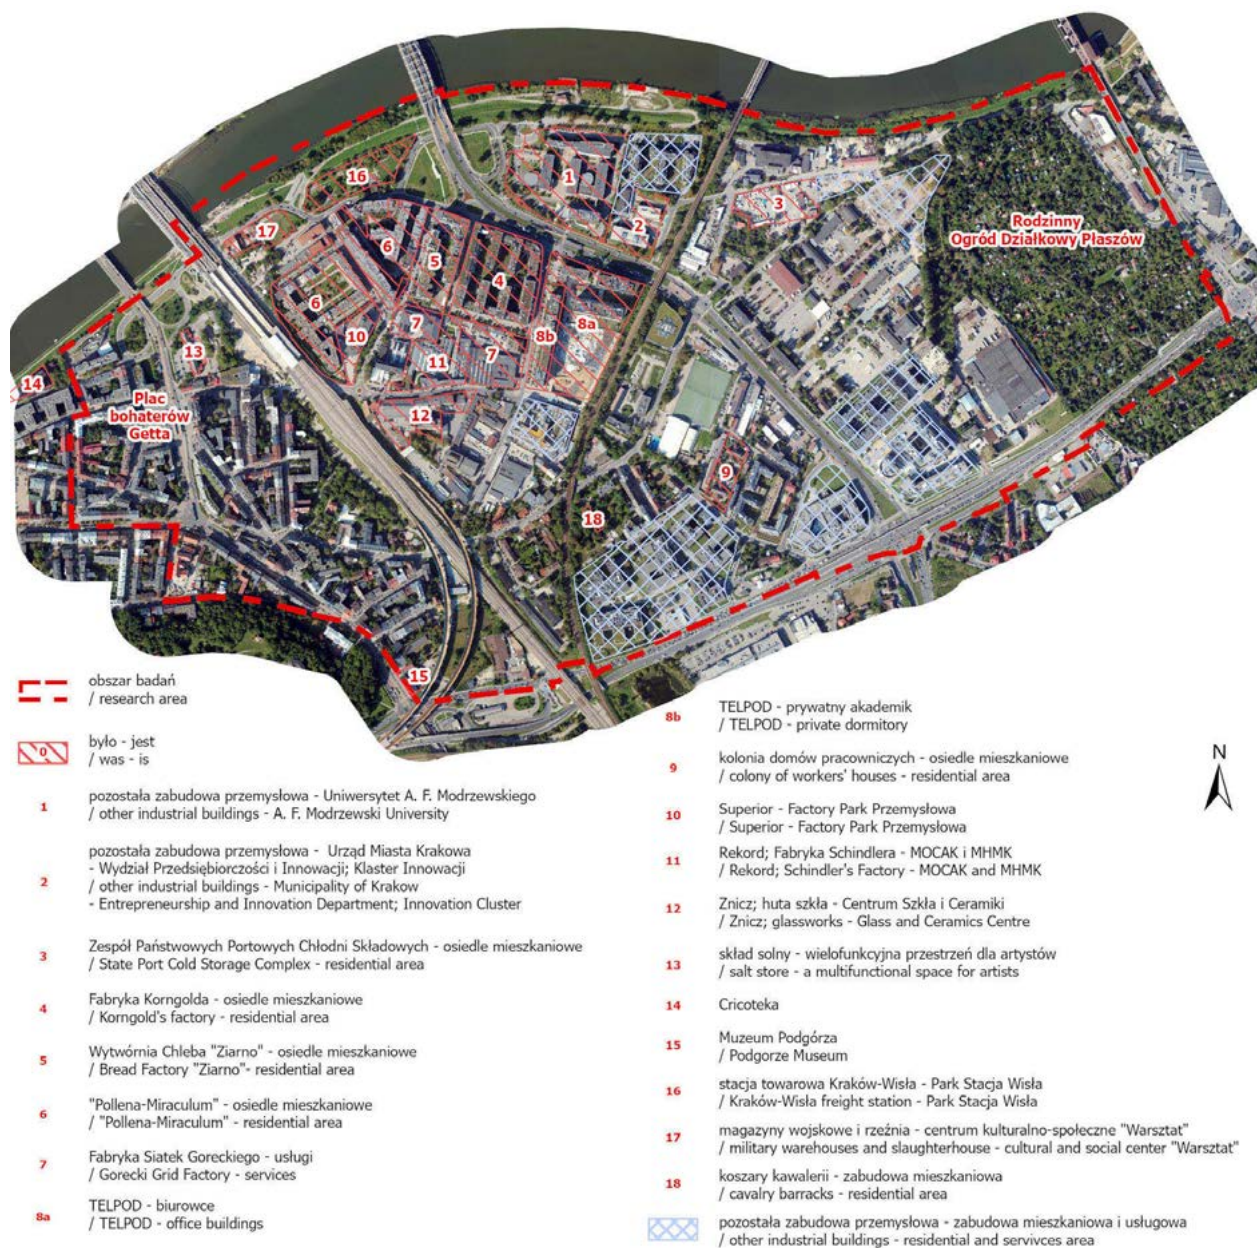 16
1
17
3
2
Rodzinny
Ogród Działkowy Płaszów
6
5
4
6
8a
7
8b
10
7
13
11
14
Plac
bohaterów
Getta
12
9
18
15
obszar badań
/ research area
0
było - jest
/ was - is
1
pozostała zabudowa przemysłowa - Uniwersytet A. F. Modrzewskiego
/ other industrial buildings - A. F. Modrzewski University
2
pozostała zabudowa przemysłowa - Urząd Miasta Krakowa
- Wydział Przedsiębiorczości i Innowacji; Klaster Innowacji
/ other industrial buildings - Municipality of Krakow
- Entrepreneurship and Innovation Department; Innovation Cluster
3
Zespół Państwowych Portowych Chłodni Składowych - osiedle mieszkaniowe
/ State Port Cold Storage Complex - residential area
4
Fabryka Korngolda - osiedle mieszkaniowe
/ Korngold's factory - residential area
5
Wytwórnia Chleba "Ziarno" - osiedle mieszkaniowe
/ Bread Factory "Ziarno"- residential area
6
"Pollena-Miraculum" - osiedle mieszkaniowe
/ "Pollena-Miraculum" - residential area
7
Fabryka Siatek Goreckiego - usługi
/ Gorecki Grid Factory - services
8a
TELPOD - biurowce
/ TELPOD - office buildings
8b
TELPOD - prywatny akademik
/ TELPOD - private dormitory
9
kolonia domów pracowniczych - osiedle mieszkaniowe
/ colony of workers' houses - residential area
10
Superior - Factory Park Przemysłowa
/ Superior - Factory Park Przemysłowa
11
Rekord; Fabryka Schindlera - MOCAK i MHMK
/ Rekord; Schindler's Factory - MOCAK and MHMK
12
Znicz; huta szkła - Centrum Szkła i Ceramiki
/ Znicz; glassworks - Glass and Ceramics Centre
13
skład solny - wielofunkcyjna przestrzeń dla artystów
/ salt store - a multifunctional space for artists
14
Cricoteka
15
Muzeum Podgórza
/ Podgorze Museum
16
stacja towarowa Kraków-Wisła - Park Stacja Wisła
/ Kraków-Wisła freight station - Park Stacja Wisła
17
magazyny wojskowe i rzeźnia - centrum kulturalno-społeczne "Warsztat"
/ military warehouses and slaughterhouse - cultural and social center "Warsztat"
18
koszary kawalerii - zabudowa mieszkaniowa
/ cavalry barracks - residential area
pozostała zabudowa przemysłowa - zabudowa mieszkaniowa i usługowa
/ other industrial buildings - residential and servivces area
N